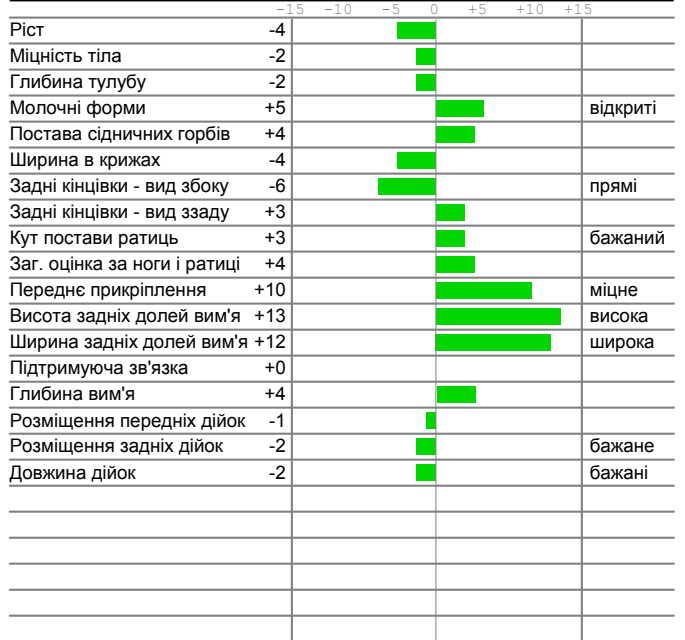 -15 -10 -5 0 +5 +10 +15
Ріст -4
Міцність тіла -2
Глибина тулубу -2
Молочні форми +5 відкриті
Постава сідничних горбів +4
Ширина в крижах -4
Задні кінцівки - вид збоку -6 прямі
Задні кінцівки - вид ззаду +3
Кут постави ратиць +3 бажаний
Заг. оцінка за ноги і ратиці +4
Переднє прикріплення +10 міцне
Висота задніх долей вим'я +13 висока
Ширина задніх долей вим'я +12 широка
Підтримуюча зв'язка +0
Глибина вим'я +4
Розміщення передніх дійок -1
Розміщення задніх дійок -2 бажане
Довжина дійок -2 бажані